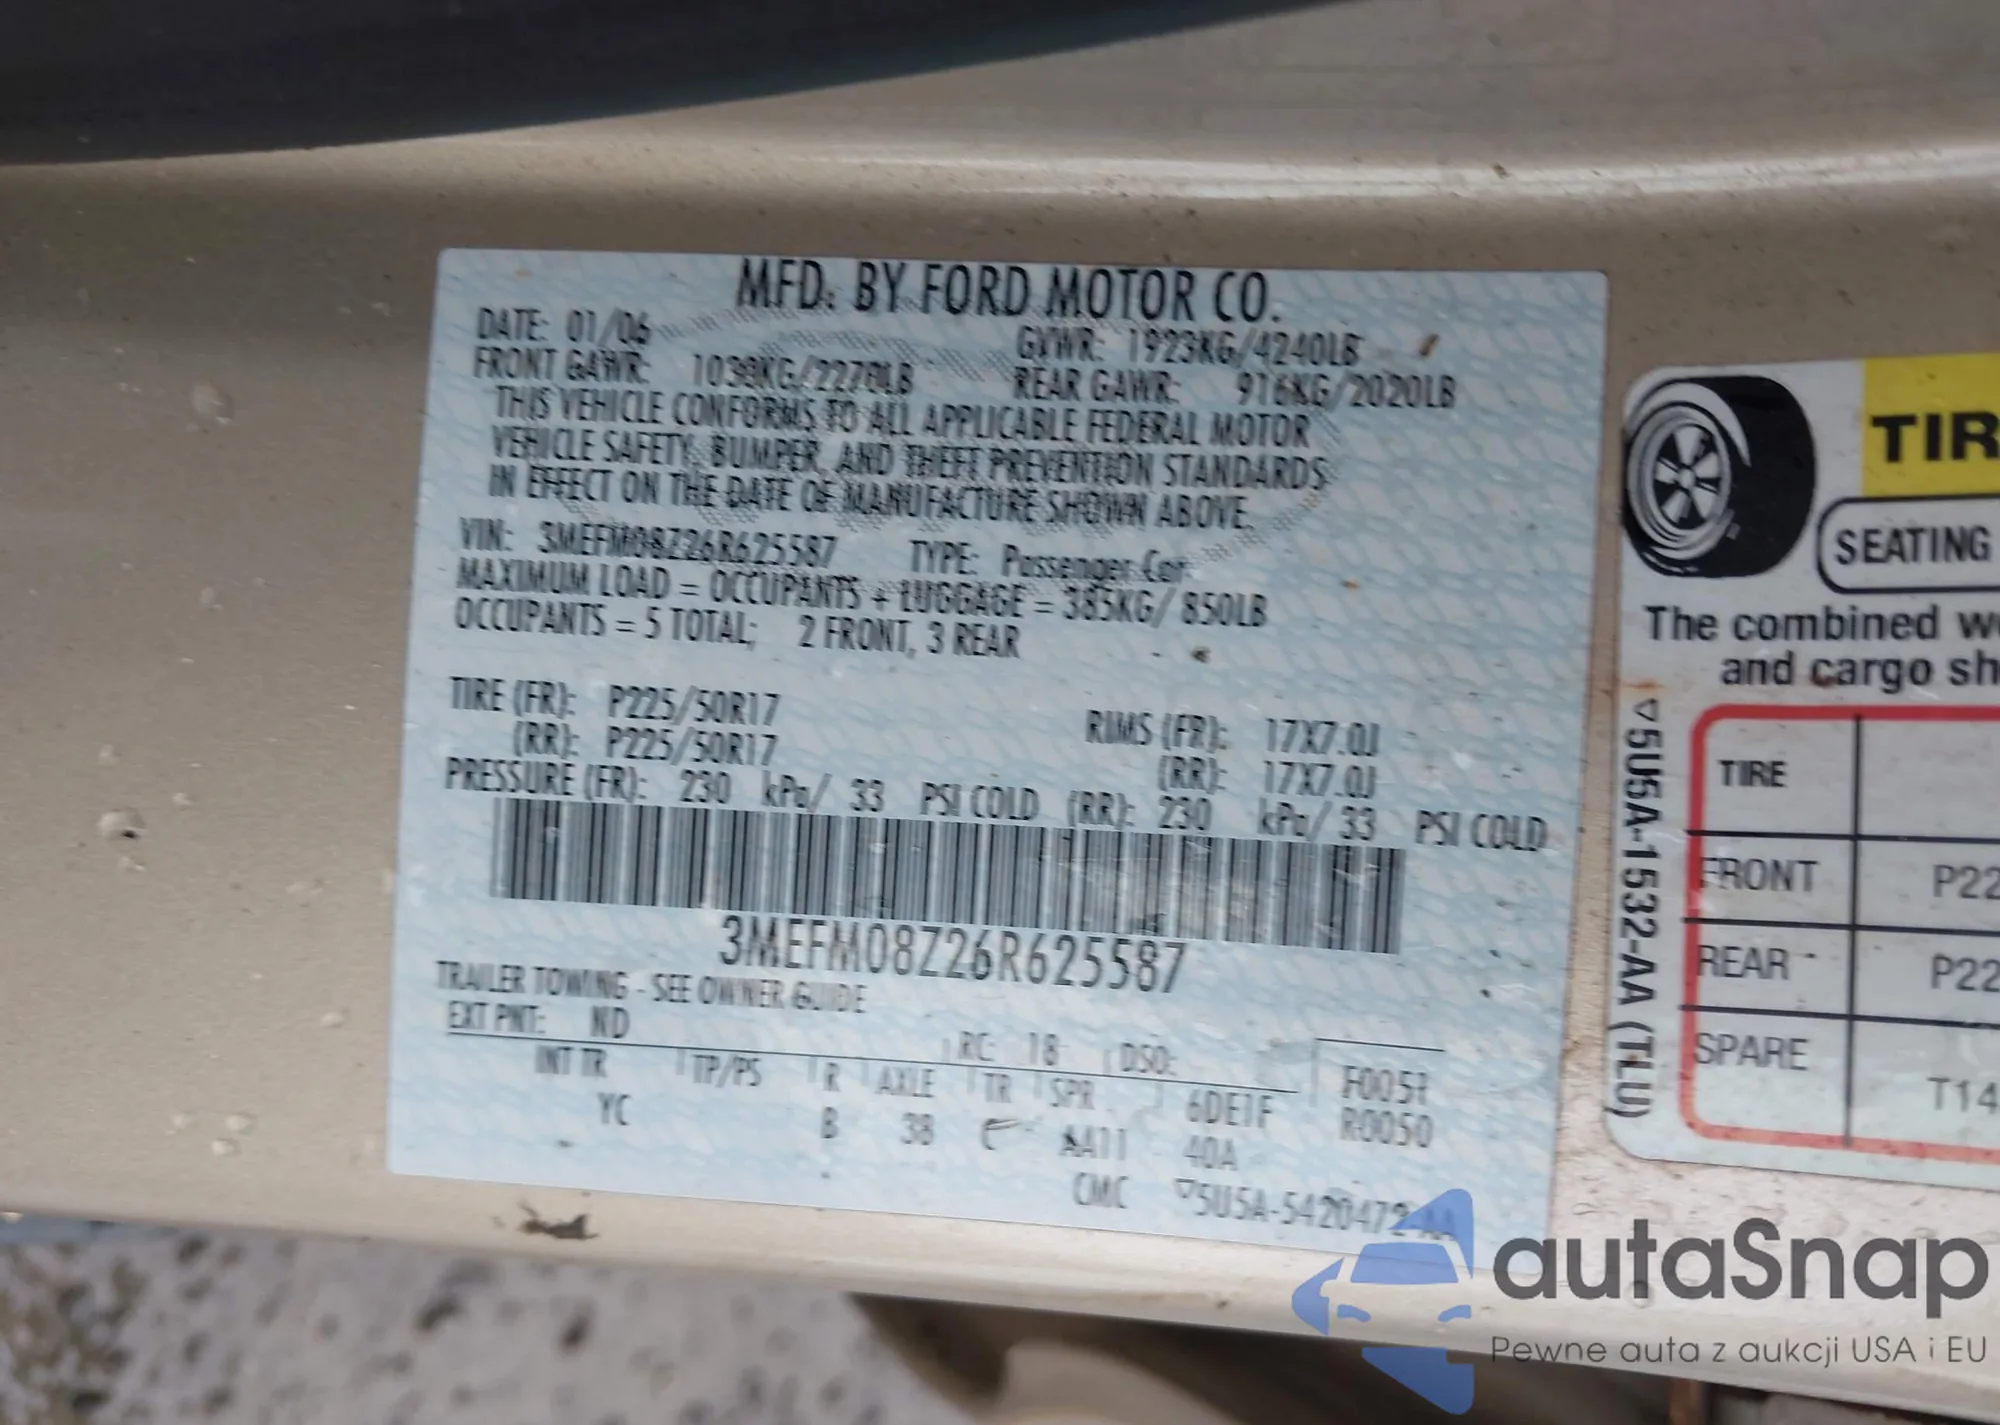 MFD. BY FORD MOTOR CO.
DATE: 01/06 GVWR: 1923KG/4240LB
FRONT GAWR: 1030KG/2270LB REAR GAWR: 916KG/2020LB
THIS VEHICLE CONFORMS TO ALL APPLICABLE FEDERAL MOTOR
VEHICLE SAFETY, BUMPER, AND THEFT PREVENTION STANDARDS
IN EFFECT ON THE DATE OF MANUFACTURE SHOWN ABOVE.
VIN: 3MEFM08Z26R625587 TYPE: Passenger Car
MAXIMUM LOAD = OCCUPANTS + LUGGAGE = 385KG/ 850LB
OCCUPANTS = 5 TOTAL; 2 FRONT, 3 REAR
TIRE (FR): P225/50R17 RIMS (FR): 17X7.0J
(RR): P225/50R17 (RR): 17X7.0J
PRESSURE (FR): 230 kPa/ 33 PSI COLD (RR): 230 kPa/ 33 PSI COLD
3MEFM08Z26R625587
TRAILER TOWING - SEE OWNER GUIDE
EXT PNT: ND RC: 18 DSO:
INT TR TP/PS R AXLE TR SPR 6DE1F F0051
YC B 38 AA11 40A R0050
CMC ▽5U5A-5420472-AA
TIR
SEATING
The combined we
and cargo sh
▽5U5A-1532-AA (TLU)
TIRE
FRONT P22
REAR P22
SPARE T14
autaSnap
Pewne auta z aukcji USA i EU